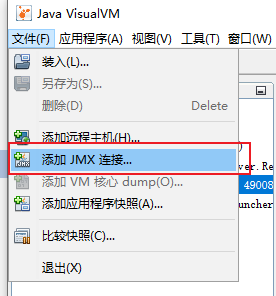 Java VisualVM
文件(F) 应用程序(A) 视图(V) 工具(T) 窗口(W)
装入(L)...
另存为(S)...
删除(D) Delete
添加远程主机(H)...
JMX 添加 JMX 连接...
添加 VM 核心 dump(O)...
添加应用程序快照(A)...
比较快照(C)...
退出(X)
ver.Re
49008
uncher